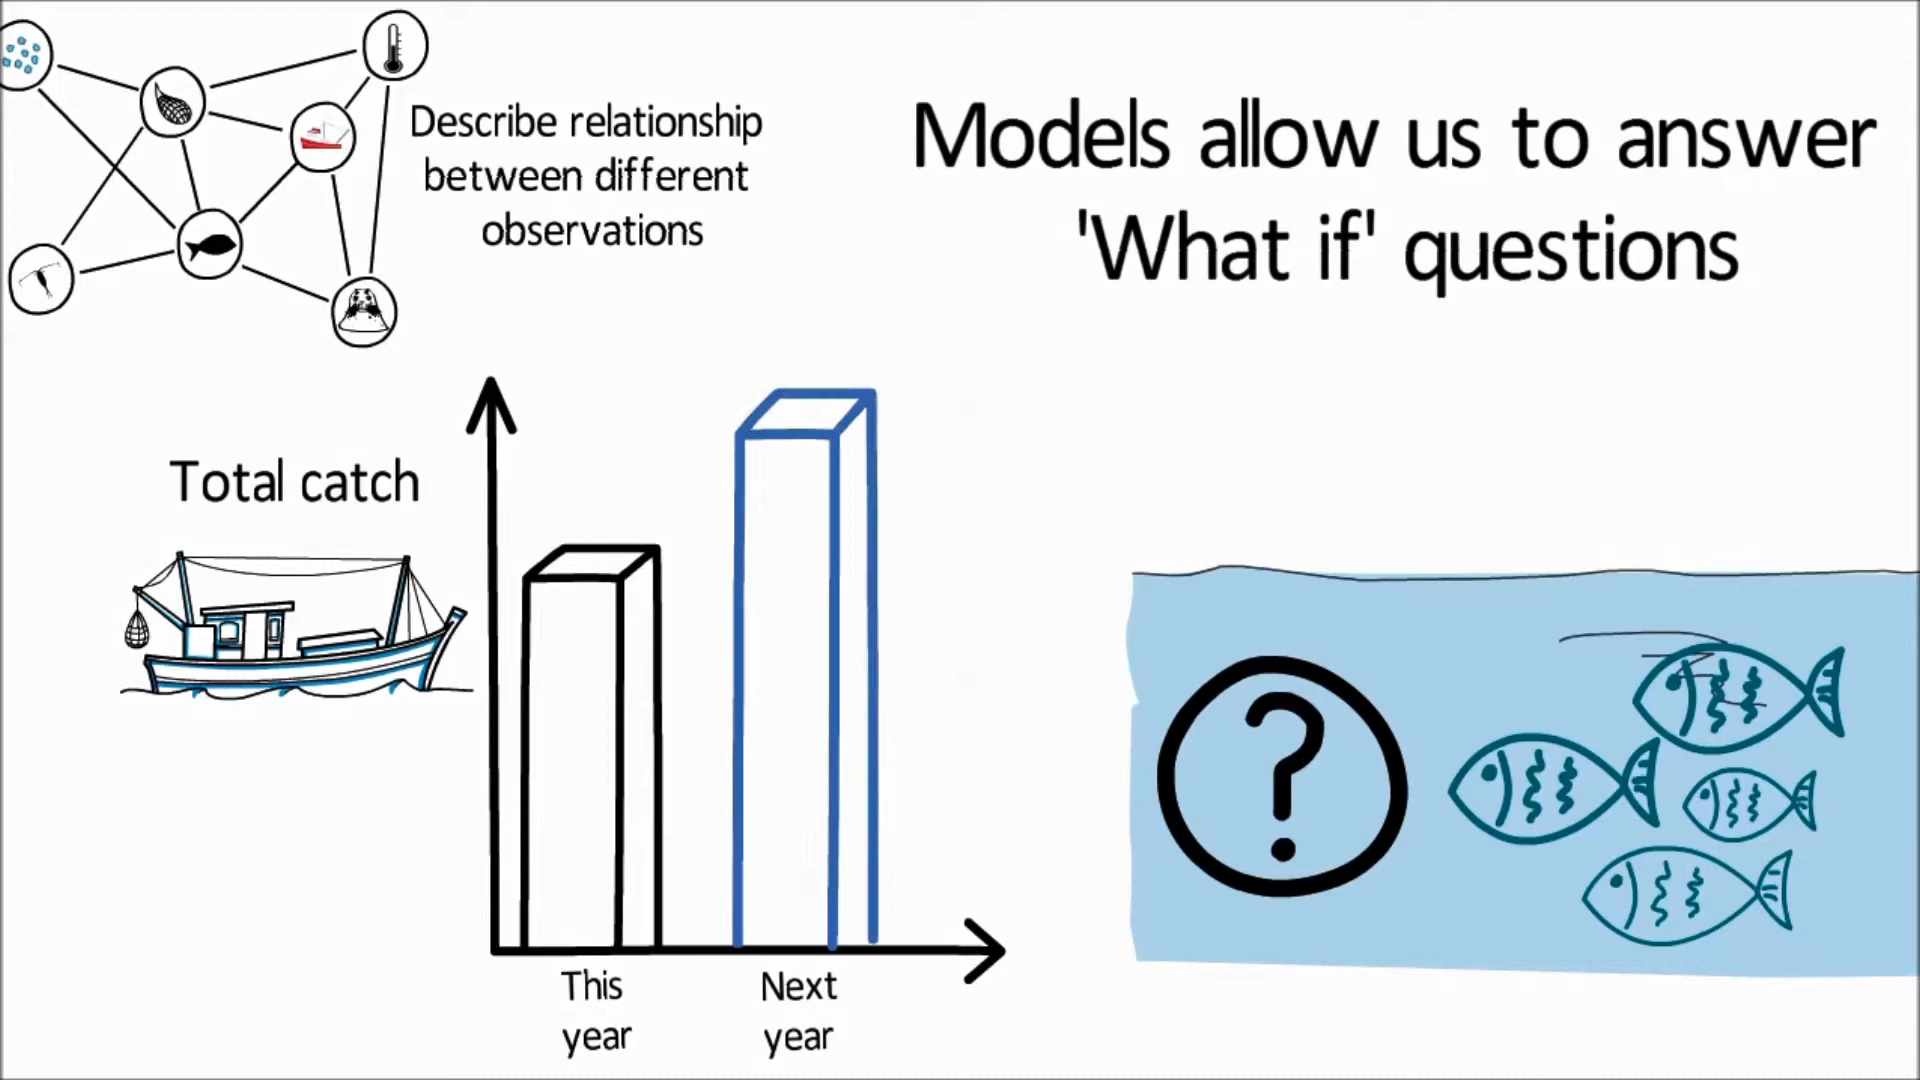 Describe relationship
between different
observations
Models allow us to answer
'What if' questions
Total catch
?
This
year
Next
year